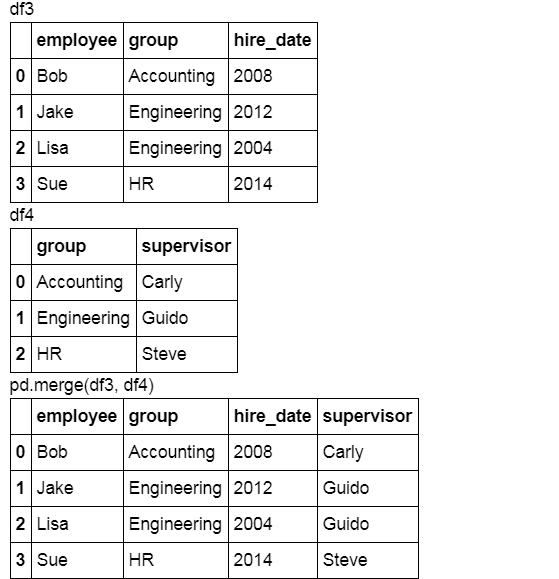 df3
employee group hire_date
0 Bob Accounting 2008
1 Jake Engineering 2012
2 Lisa Engineering 2004
3 Sue HR 2014
df4
group supervisor
0 Accounting Carly
1 Engineering Guido
2 HR Steve
pd.merge(df3, df4)
employee group hire_date supervisor
0 Bob Accounting 2008 Carly
1 Jake Engineering 2012 Guido
2 Lisa Engineering 2004 Guido
3 Sue HR 2014 Steve